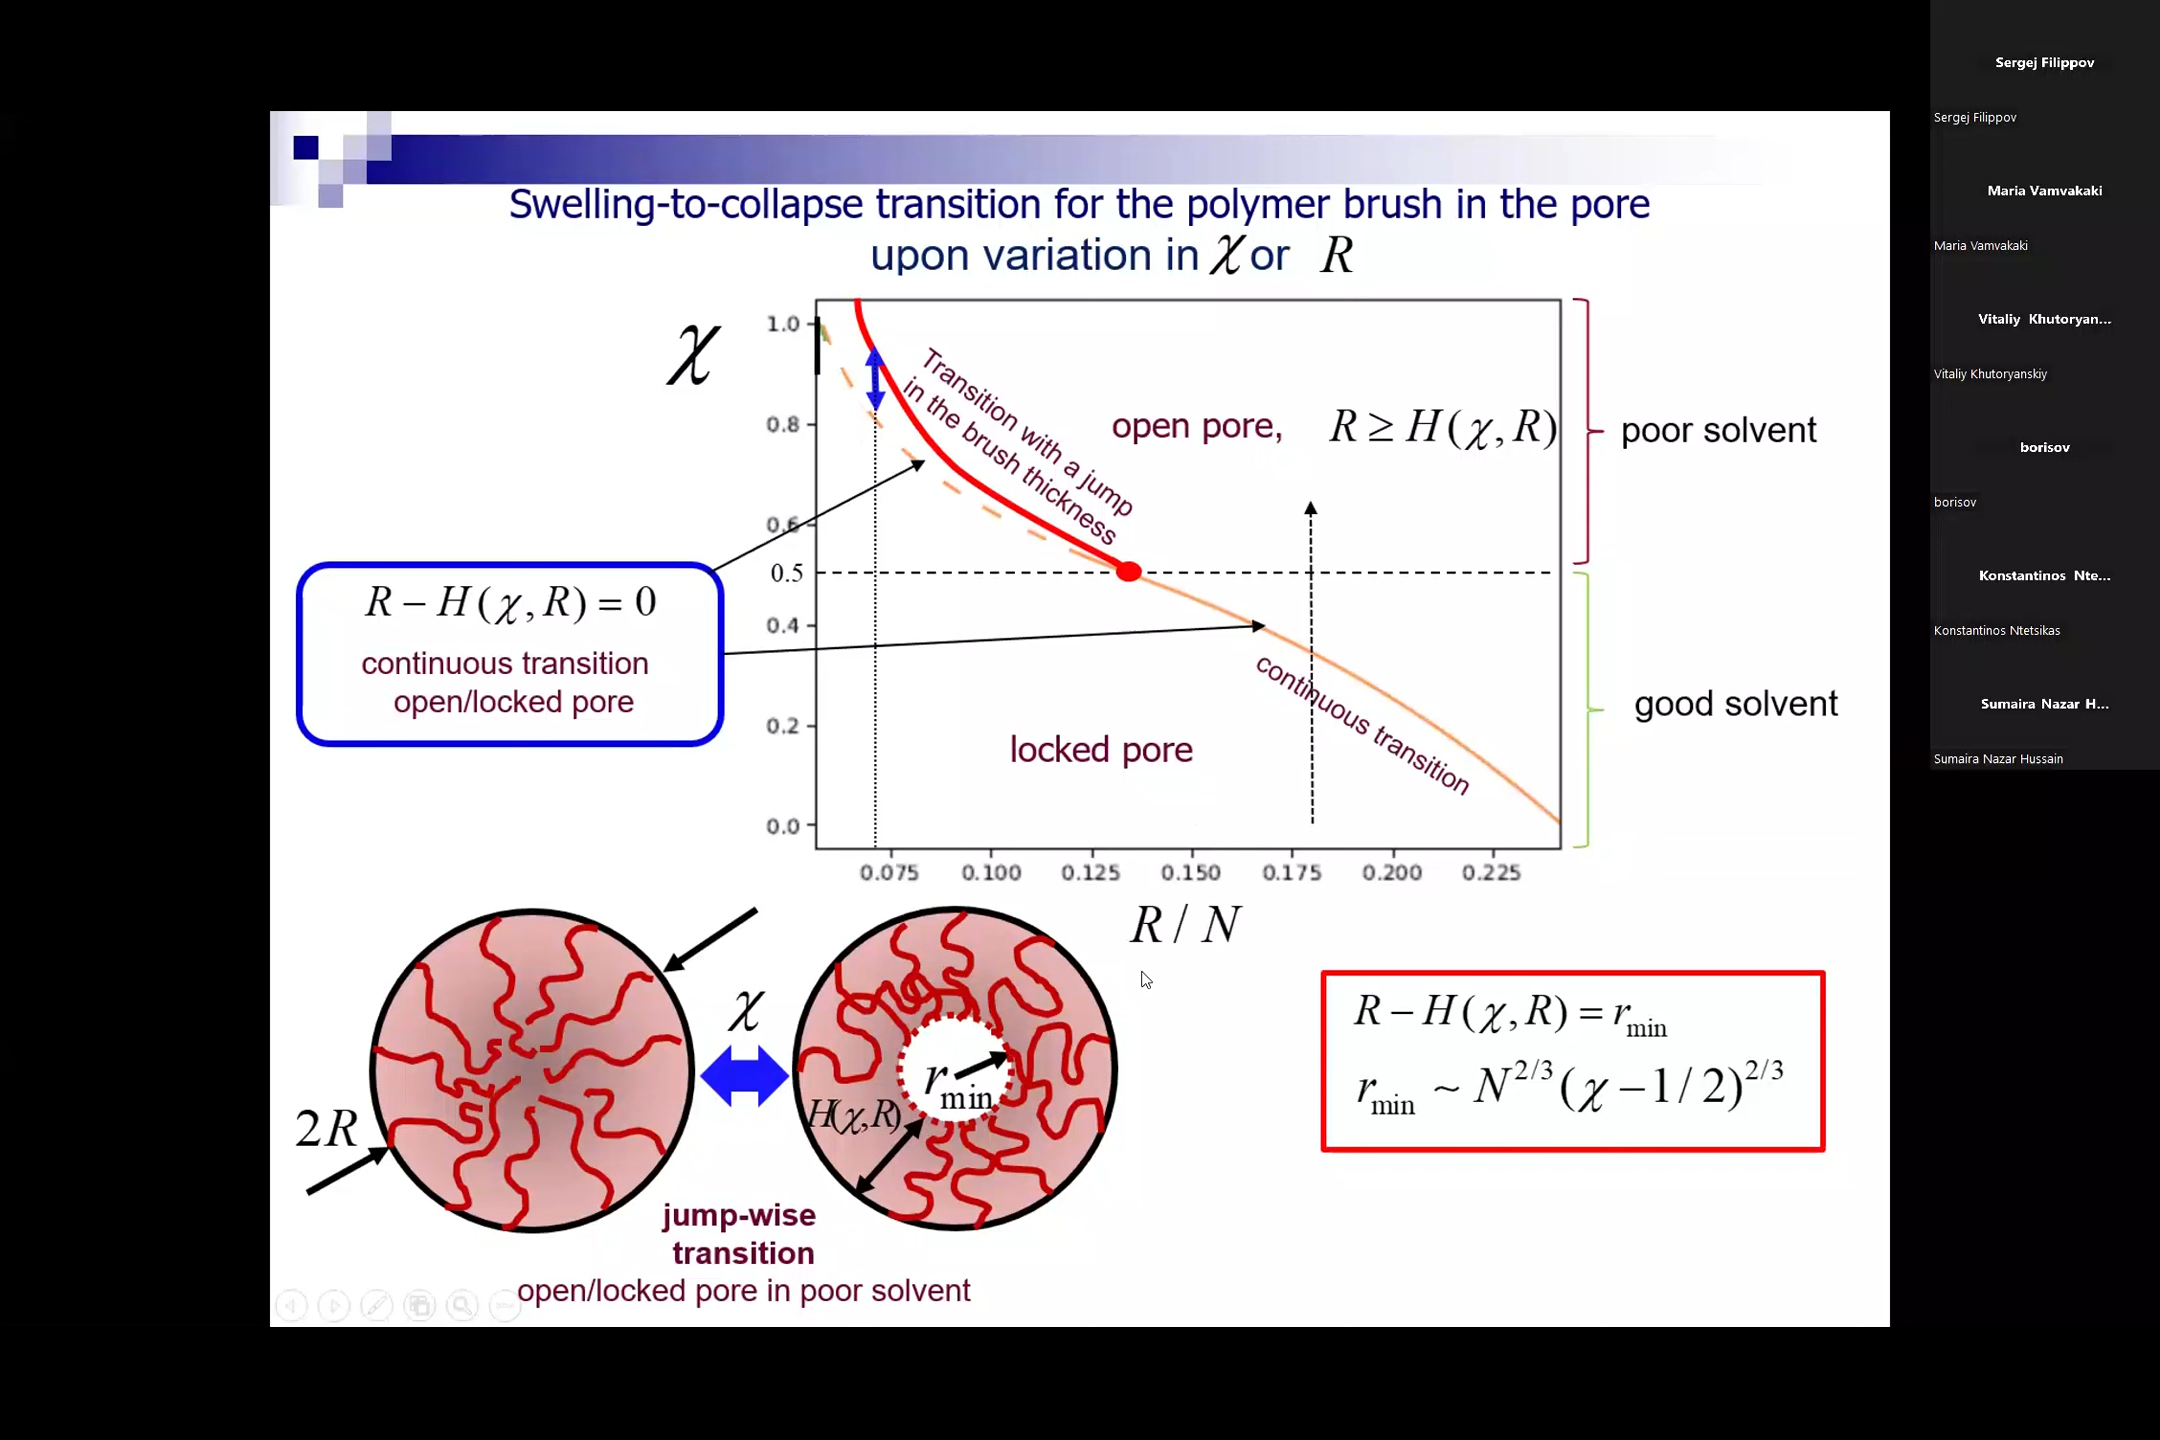 Swelling-to-collapse transition for the polymer brush in the pore
upon variation in χ or R
χ
1.0
0.8
0.6
0.5
0.4
0.2
0.0
0.075 0.100 0.125 0.150 0.175 0.200 0.225
R / N
Transition with a jump
in the brush thickness
open pore, R ≥ H(χ, R)
poor solvent
good solvent
locked pore
continuous transition
R − H(χ, R) = 0
continuous transition
open/locked pore
2R
χ
r_min
H(χ,R)
jump-wise
transition
open/locked pore in poor solvent
R − H(χ, R) = r_min
r_min ~ N^{2/3}(χ − 1/2)^{2/3}
Sergej Filippov
Sergej Filippov
Maria Vamvakaki
Maria Vamvakaki
Vitaliy Khutoryan...
Vitaliy Khutoryanskiy
borisov
borisov
Konstantinos Nte...
Konstantinos Ntetsikas
Sumaira Nazar H...
Sumaira Nazar Hussain